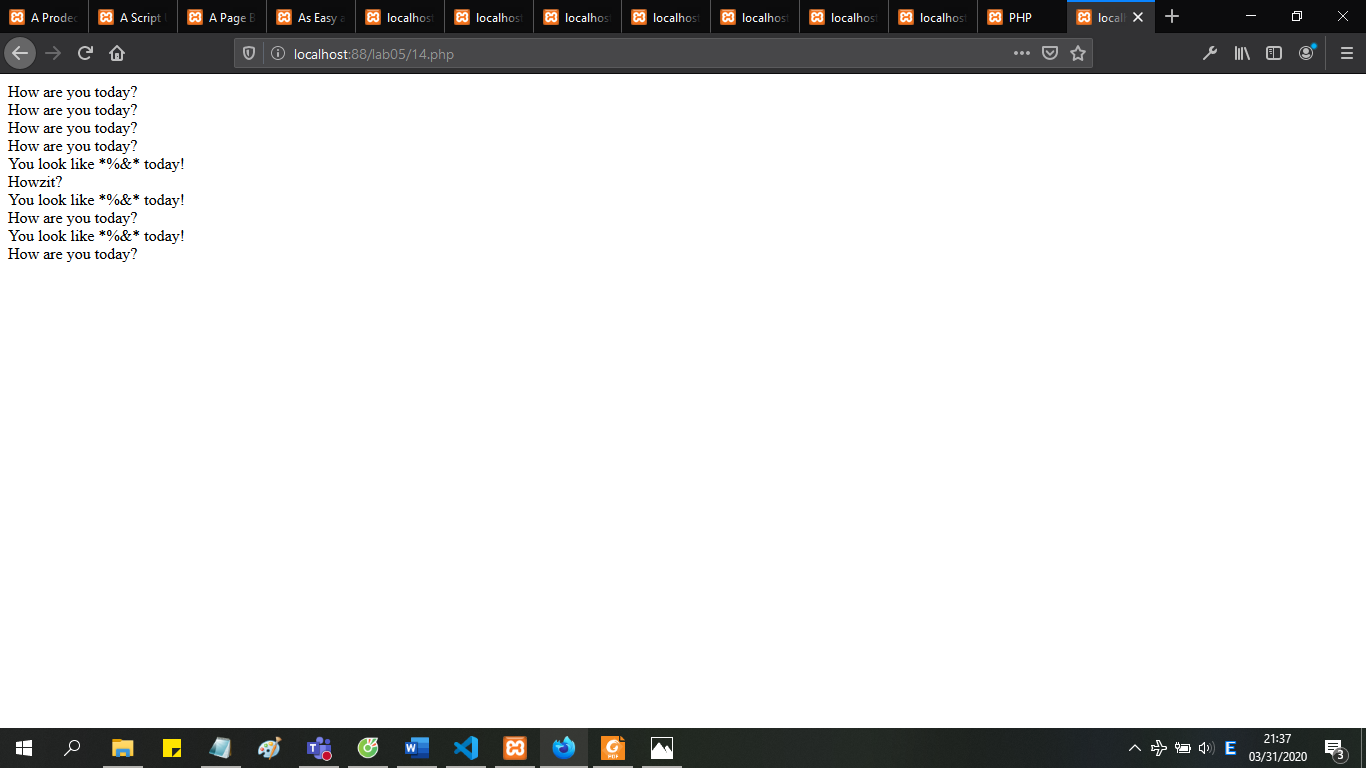 A Prodec
A Script
A Page B
As Easy a
localhost
localhost
localhost
localhost
localhost
localhost
localhost
PHP
local
localhost:88/lab05/14.php
How are you today?
How are you today?
How are you today?
How are you today?
You look like *%&* today!
Howzit?
You look like *%&* today!
How are you today?
You look like *%&* today!
How are you today?
E
21:37
03/31/2020
3